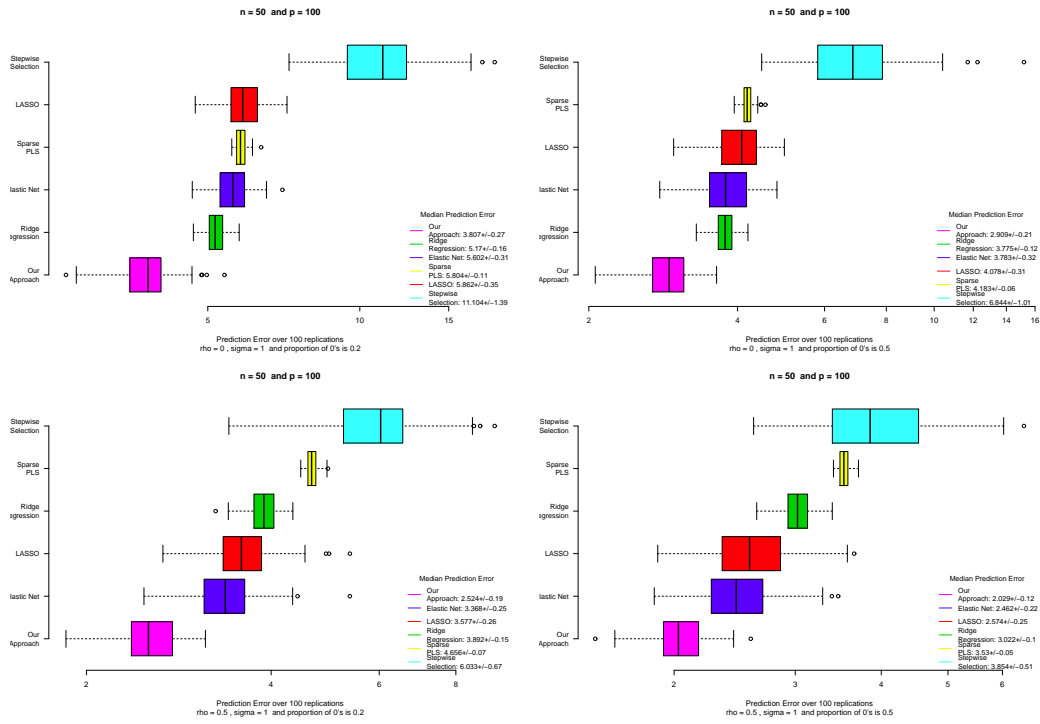 n = 50 and p = 100
Stepwise
Selection
LASSO
Sparse
PLS
lastic Net
Ridge
egression
Our
Approach
Median Prediction Error
Our
Approach: 3.807+/−0.27
Ridge
Regression: 5.17+/−0.16
Elastic Net: 5.602+/−0.31
Sparse
PLS: 5.804+/−0.11
LASSO: 5.862+/−0.35
Stepwise
Selection: 11.104+/−1.39
5 10 15
Prediction Error over 100 replications
rho = 0 , sigma = 1 and proportion of 0's is 0.2
n = 50 and p = 100
Stepwise
Selection
Sparse
PLS
LASSO
lastic Net
Ridge
egression
Our
Approach
Median Prediction Error
Our
Approach: 2.909+/−0.21
Ridge
Regression: 3.775+/−0.12
Elastic Net: 3.783+/−0.32
LASSO: 4.078+/−0.31
Sparse
PLS: 4.183+/−0.06
Stepwise
Selection: 6.844+/−1.01
2 4 6 8 10 12 14 16
Prediction Error over 100 replications
rho = 0 , sigma = 1 and proportion of 0's is 0.5
n = 50 and p = 100
Stepwise
Selection
Sparse
PLS
Ridge
egression
LASSO
lastic Net
Our
Approach
Median Prediction Error
Our
Approach: 2.524+/−0.19
Elastic Net: 3.368+/−0.25
LASSO: 3.577+/−0.26
Ridge
Regression: 3.892+/−0.15
Sparse
PLS: 4.656+/−0.07
Stepwise
Selection: 6.033+/−0.67
2 4 6 8
Prediction Error over 100 replications
rho = 0.5 , sigma = 1 and proportion of 0's is 0.2
n = 50 and p = 100
Stepwise
Selection
Sparse
PLS
Ridge
egression
LASSO
lastic Net
Our
Approach
Median Prediction Error
Our
Approach: 2.029+/−0.12
Elastic Net: 2.462+/−0.22
LASSO: 2.574+/−0.25
Ridge
Regression: 3.022+/−0.1
Sparse
PLS: 3.53+/−0.05
Stepwise
Selection: 3.854+/−0.51
2 3 4 5 6
Prediction Error over 100 replications
rho = 0.5 , sigma = 1 and proportion of 0's is 0.5